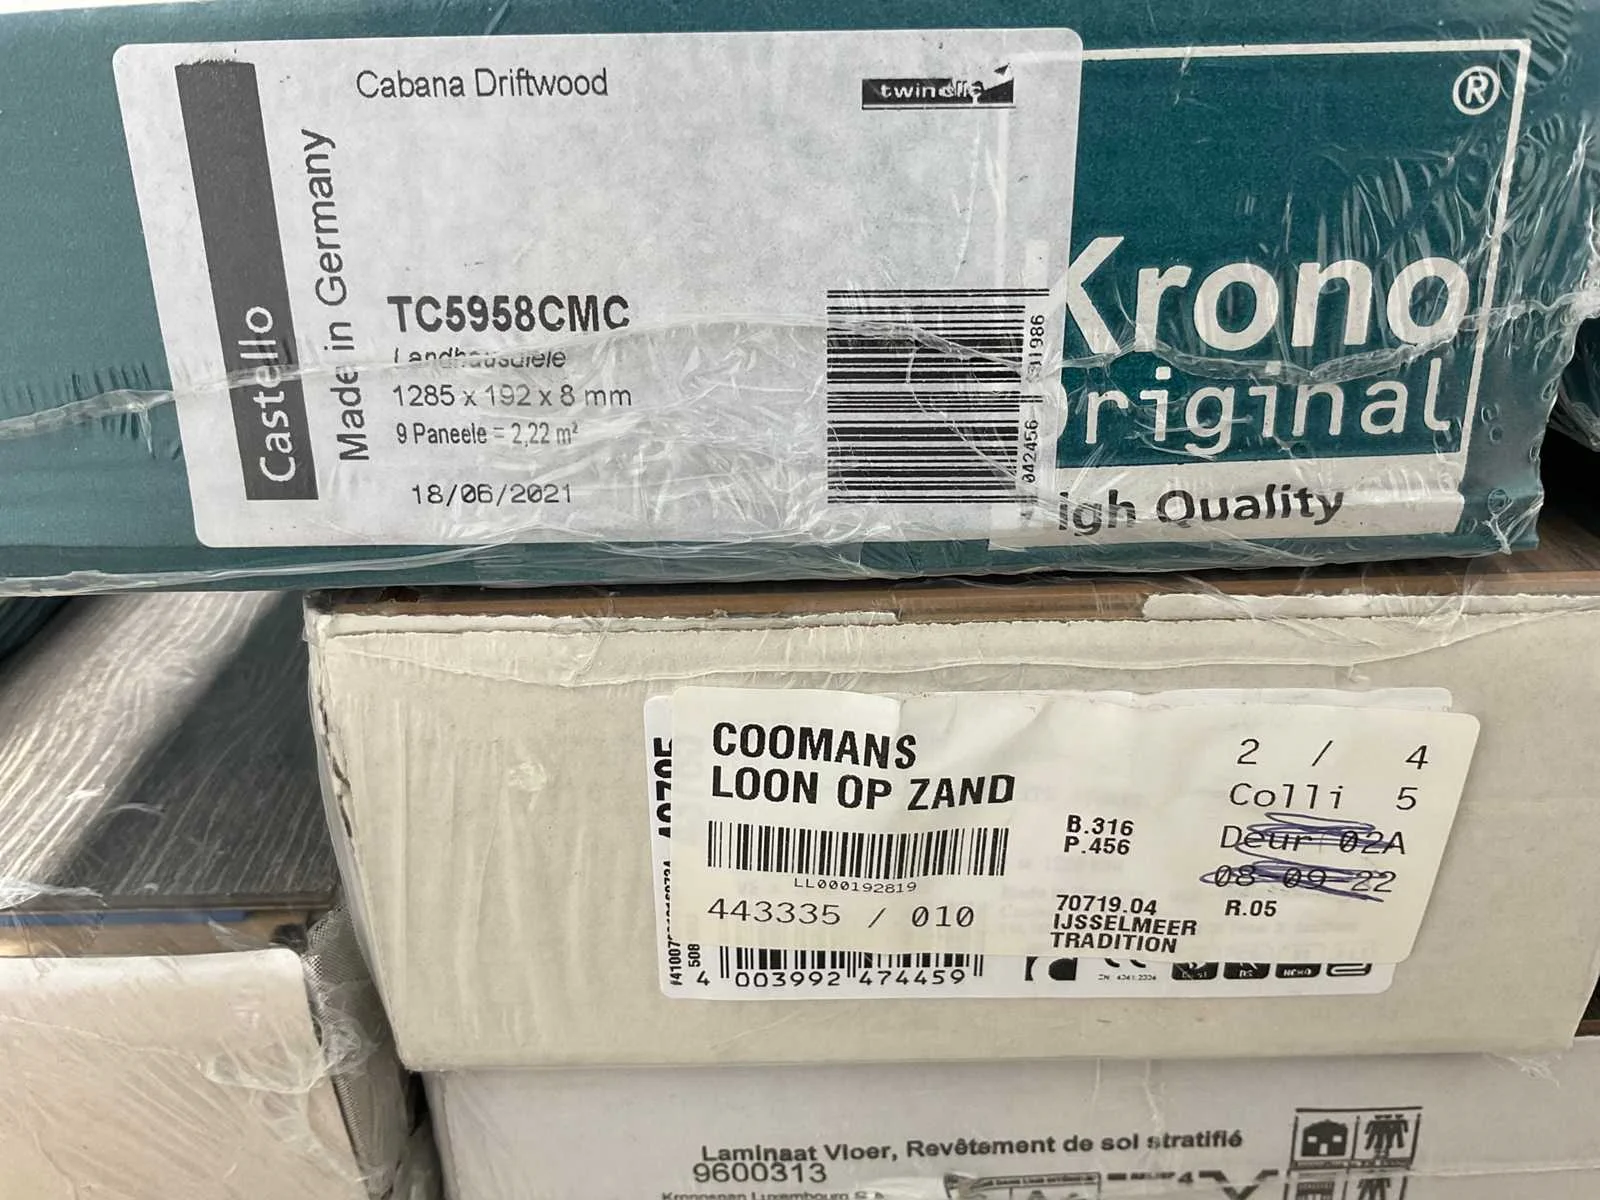 Cabana Driftwood
Castello
Made in Germany
TC5958CMC
Landhausdiele
1285 x 192 x 8 mm
9 Paneele = 2,22 m²
18/06/2021
042456
®
Krono
Original
High Quality
COOMANS
LOON OP ZAND
LL000192819
443335 / 010
B.316
P.456
70719.04
IJSSELMEER
TRADITION
2 / 4
Colli 5
Deur 02A
08-09-22
R.05
508
4 003992 474459
Laminaat Vloer, Revêtement de sol stratifié
9600313